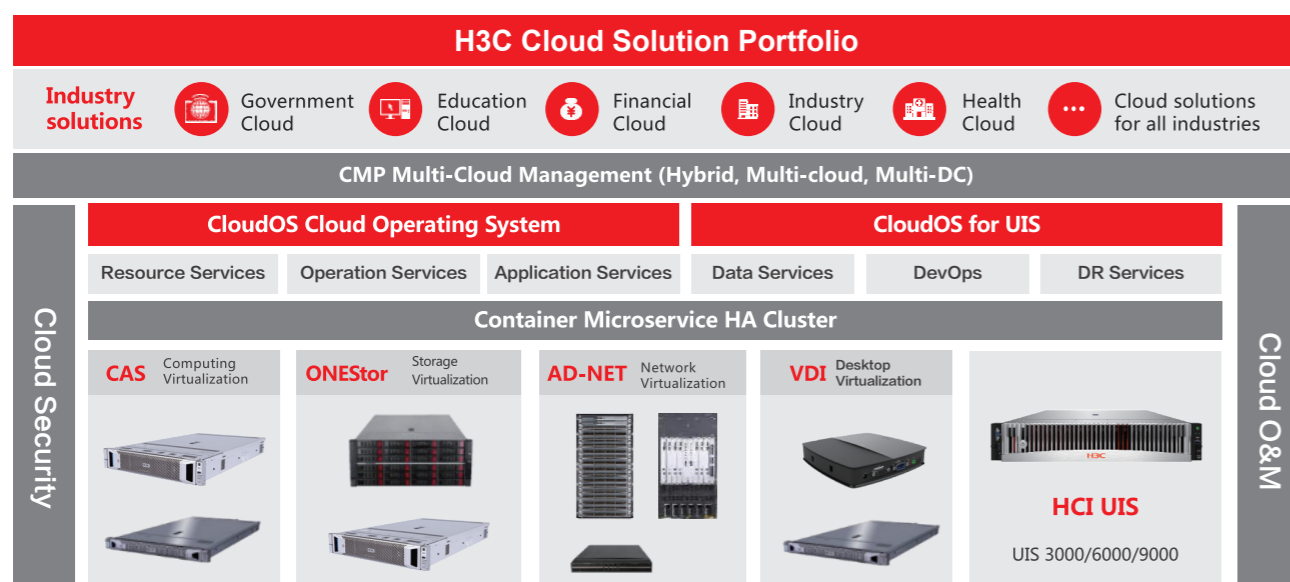 H3C Cloud Solution Portfolio
Industry
solutions
Government
Cloud
Education
Cloud
Financial
Cloud
Industry
Cloud
Health
Cloud
Cloud solutions
for all industries
CMP Multi-Cloud Management (Hybrid, Multi-cloud, Multi-DC)
Cloud Security
CloudOS Cloud Operating System
CloudOS for UIS
Resource Services
Operation Services
Application Services
Data Services
DevOps
DR Services
Container Microservice HA Cluster
CAS
Computing
Virtualization
ONEStor
Storage
Virtualization
AD-NET
Network
Virtualization
VDI
Desktop
Virtualization
H3C
HCI UIS
UIS 3000/6000/9000
Cloud O&M